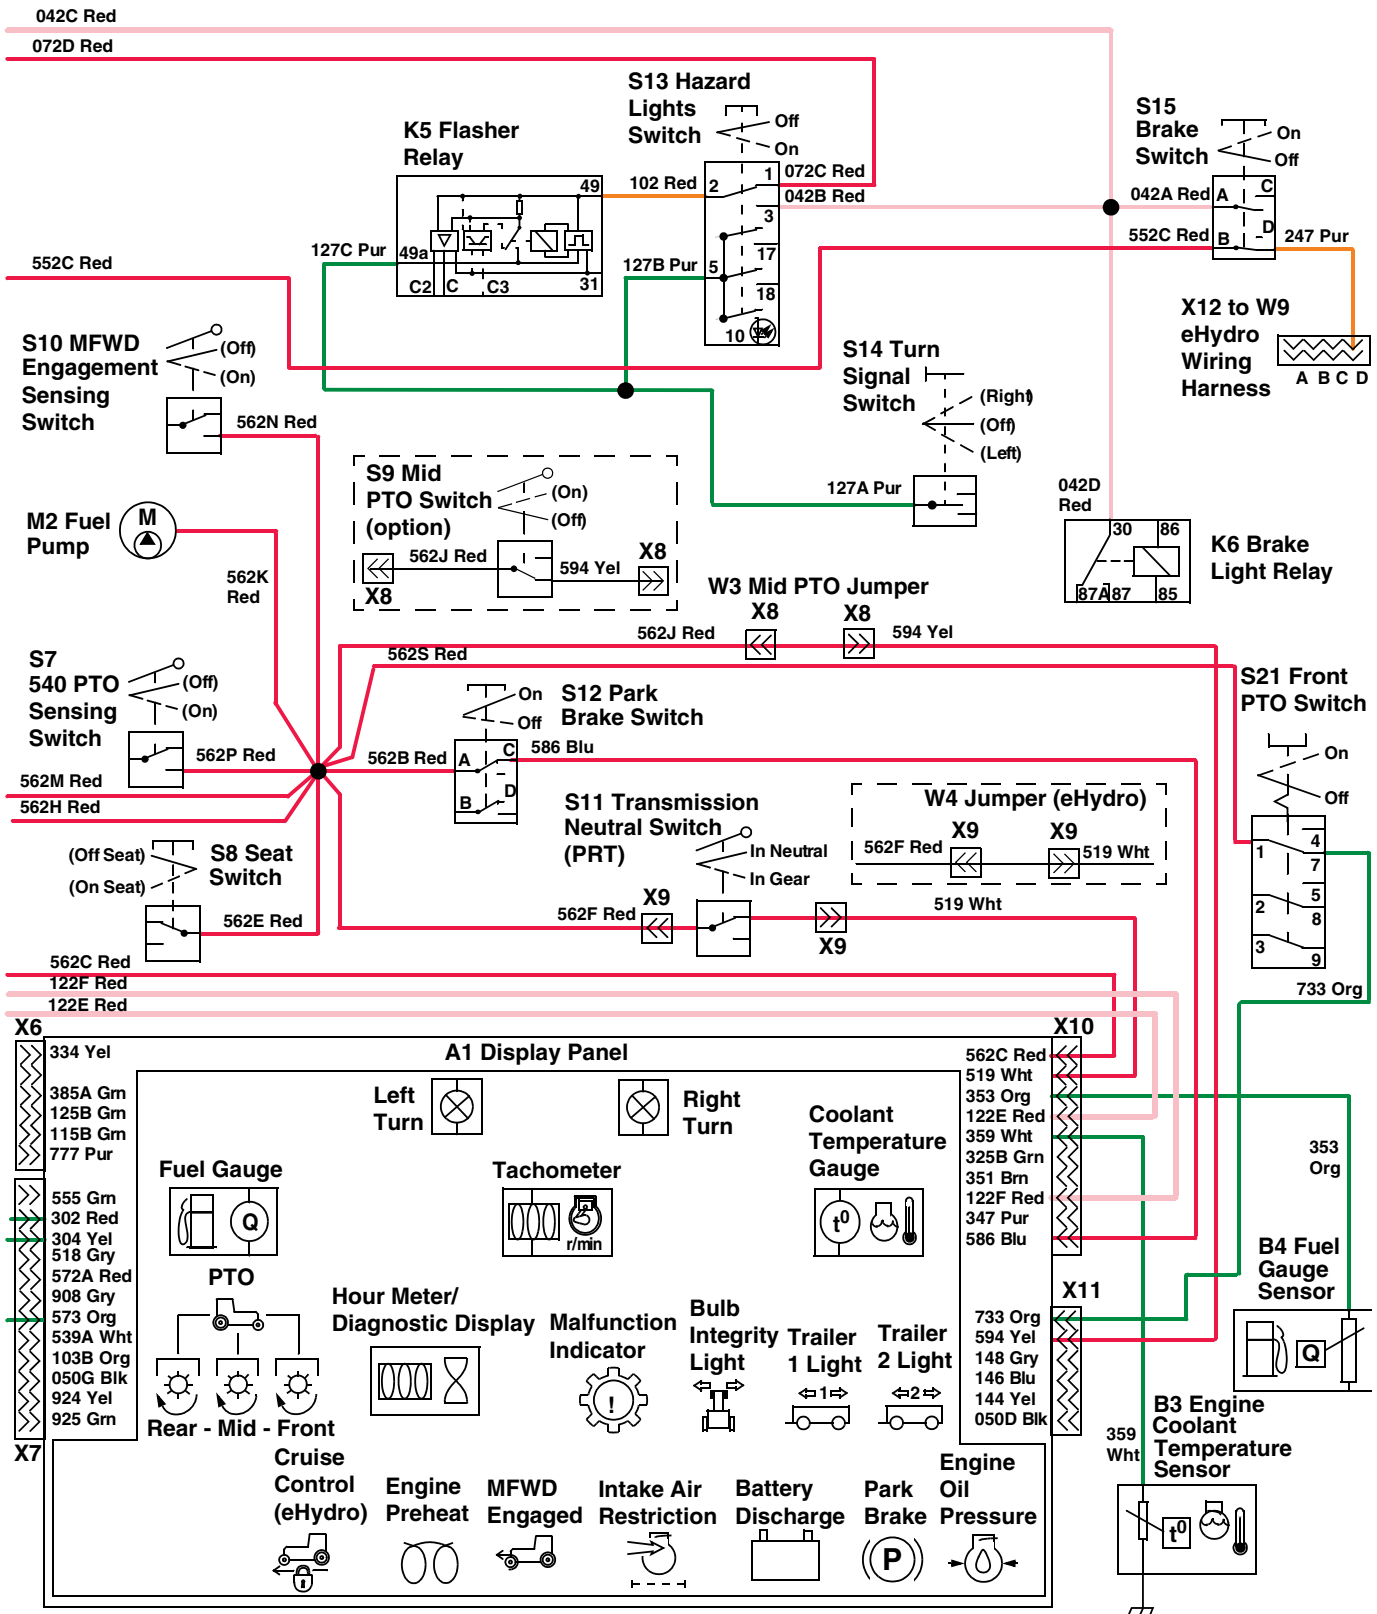 042C Red
072D Red
S13 Hazard
Lights
Switch
Off
On
K5 Flasher
Relay
S15
Brake
Switch
On
Off
49
102 Red
2
1
072C Red
042B Red
3
042A Red
A
C
127C Pur
49a
C2
C
C3
31
127B Pur
5
17
18
10
552C Red
B
D
247 Pur
552C Red
S10 MFWD
Engagement
Sensing
Switch
(Off)
(On)
562N Red
X12 to W9
eHydro
Wiring
Harness
A B C D
S14 Turn
Signal
Switch
(Right)
(Off)
(Left)
127A Pur
S9 Mid
PTO Switch
(option)
(On)
(Off)
562J Red
594 Yel
X8
X8
042D
Red
30
86
87A
87
85
K6 Brake
Light Relay
M2 Fuel
Pump
M
562K
Red
W3 Mid PTO Jumper
X8
X8
562J Red
594 Yel
562S Red
S7
540 PTO
Sensing
Switch
(Off)
(On)
562P Red
S12 Park
Brake Switch
On
Off
562B Red
A
C
B
D
586 Blu
S21 Front
PTO Switch
On
Off
1
4
7
2
5
8
3
9
733 Org
562M Red
562H Red
(Off Seat)
(On Seat)
S8 Seat
Switch
562E Red
S11 Transmission
Neutral Switch
(PRT)
In Neutral
In Gear
X9
562F Red
X9
519 Wht
W4 Jumper (eHydro)
X9
X9
562F Red
519 Wht
562C Red
122F Red
122E Red
X6
A1 Display Panel
X10
334 Yel
385A Grn
125B Grn
115B Grn
777 Pur
555 Grn
302 Red
304 Yel
518 Gry
572A Red
908 Gry
573 Org
539A Wht
103B Org
050G Blk
924 Yel
925 Grn
X7
562C Red
519 Wht
353 Org
122E Red
359 Wht
325B Grn
351 Brn
122F Red
347 Pur
586 Blu
X11
733 Org
594 Yel
148 Gry
146 Blu
144 Yel
050D Blk
Left
Turn
Right
Turn
Coolant
Temperature
Gauge
t0
Fuel Gauge
Q
Tachometer
r/min
PTO
Rear - Mid - Front
Hour Meter/
Diagnostic Display
Malfunction
Indicator
!
Bulb
Integrity
Light
Trailer
1 Light
1
Trailer
2 Light
2
Cruise
Control
(eHydro)
Engine
Preheat
MFWD
Engaged
Intake Air
Restriction
Battery
Discharge
Park
Brake
P
Engine
Oil
Pressure
353
Org
B4 Fuel
Gauge
Sensor
Q
359
Wht
B3 Engine
Coolant
Temperature
Sensor
t0